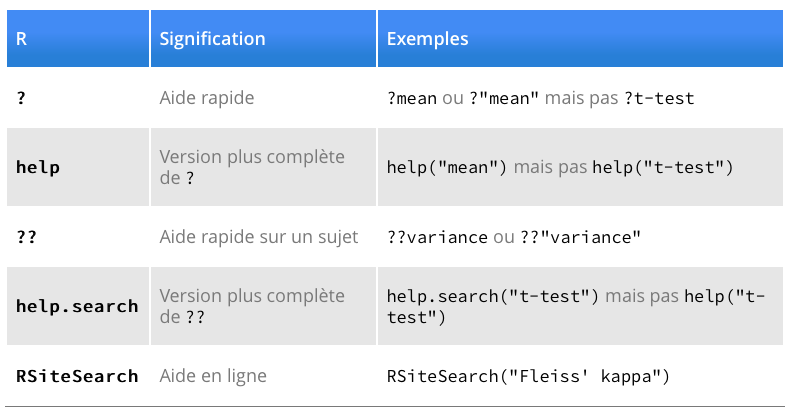 R Signification Exemples
? Aide rapide ?mean ou ?"mean" mais pas ?t-test
help Version plus complète de ? help("mean") mais pas help("t-test")
?? Aide rapide sur un sujet ??variance ou ??"variance"
help.search Version plus complète de ?? help.search("t-test") mais pas help("t-test")
RSiteSearch Aide en ligne RSiteSearch("Fleiss' kappa")